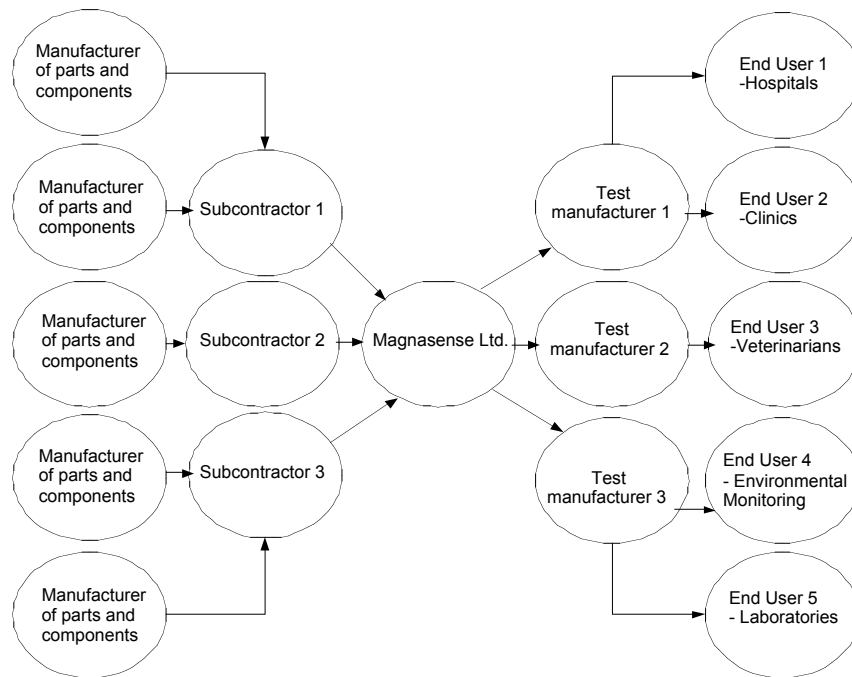 Manufacturer
of parts and
components
Manufacturer
of parts and
components
Manufacturer
of parts and
components
Manufacturer
of parts and
components
Manufacturer
of parts and
components
Subcontractor 1
Subcontractor 2
Subcontractor 3
Magnasense Ltd.
Test
manufacturer 1
Test
manufacturer 2
Test
manufacturer 3
End User 1
-Hospitals
End User 2
-Clinics
End User 3
-Veterinarians
End User 4
- Environmental
Monitoring
End User 5
- Laboratories